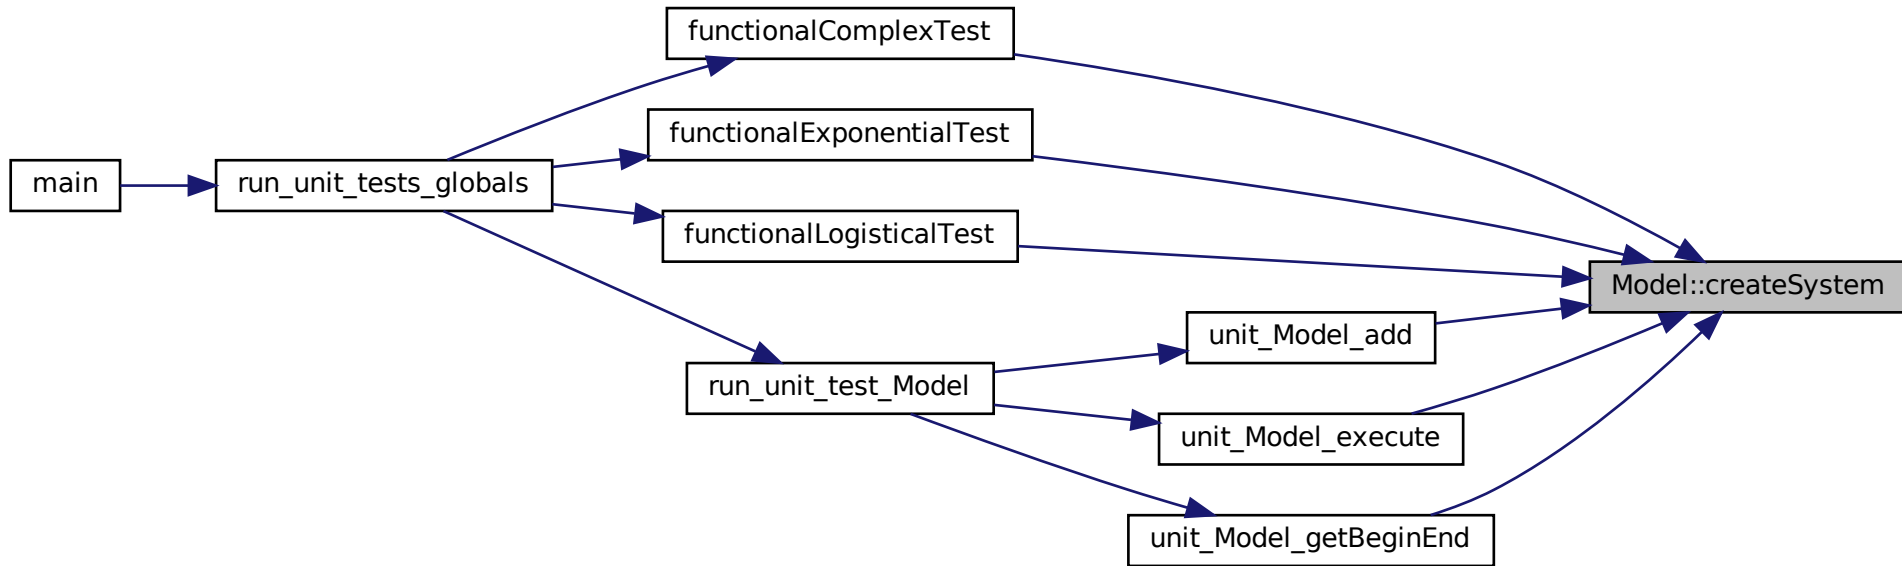 functionalComplexTest
functionalExponentialTest
main
run_unit_tests_globals
functionalLogisticalTest
Model::createSystem
unit_Model_add
run_unit_test_Model
unit_Model_execute
unit_Model_getBeginEnd